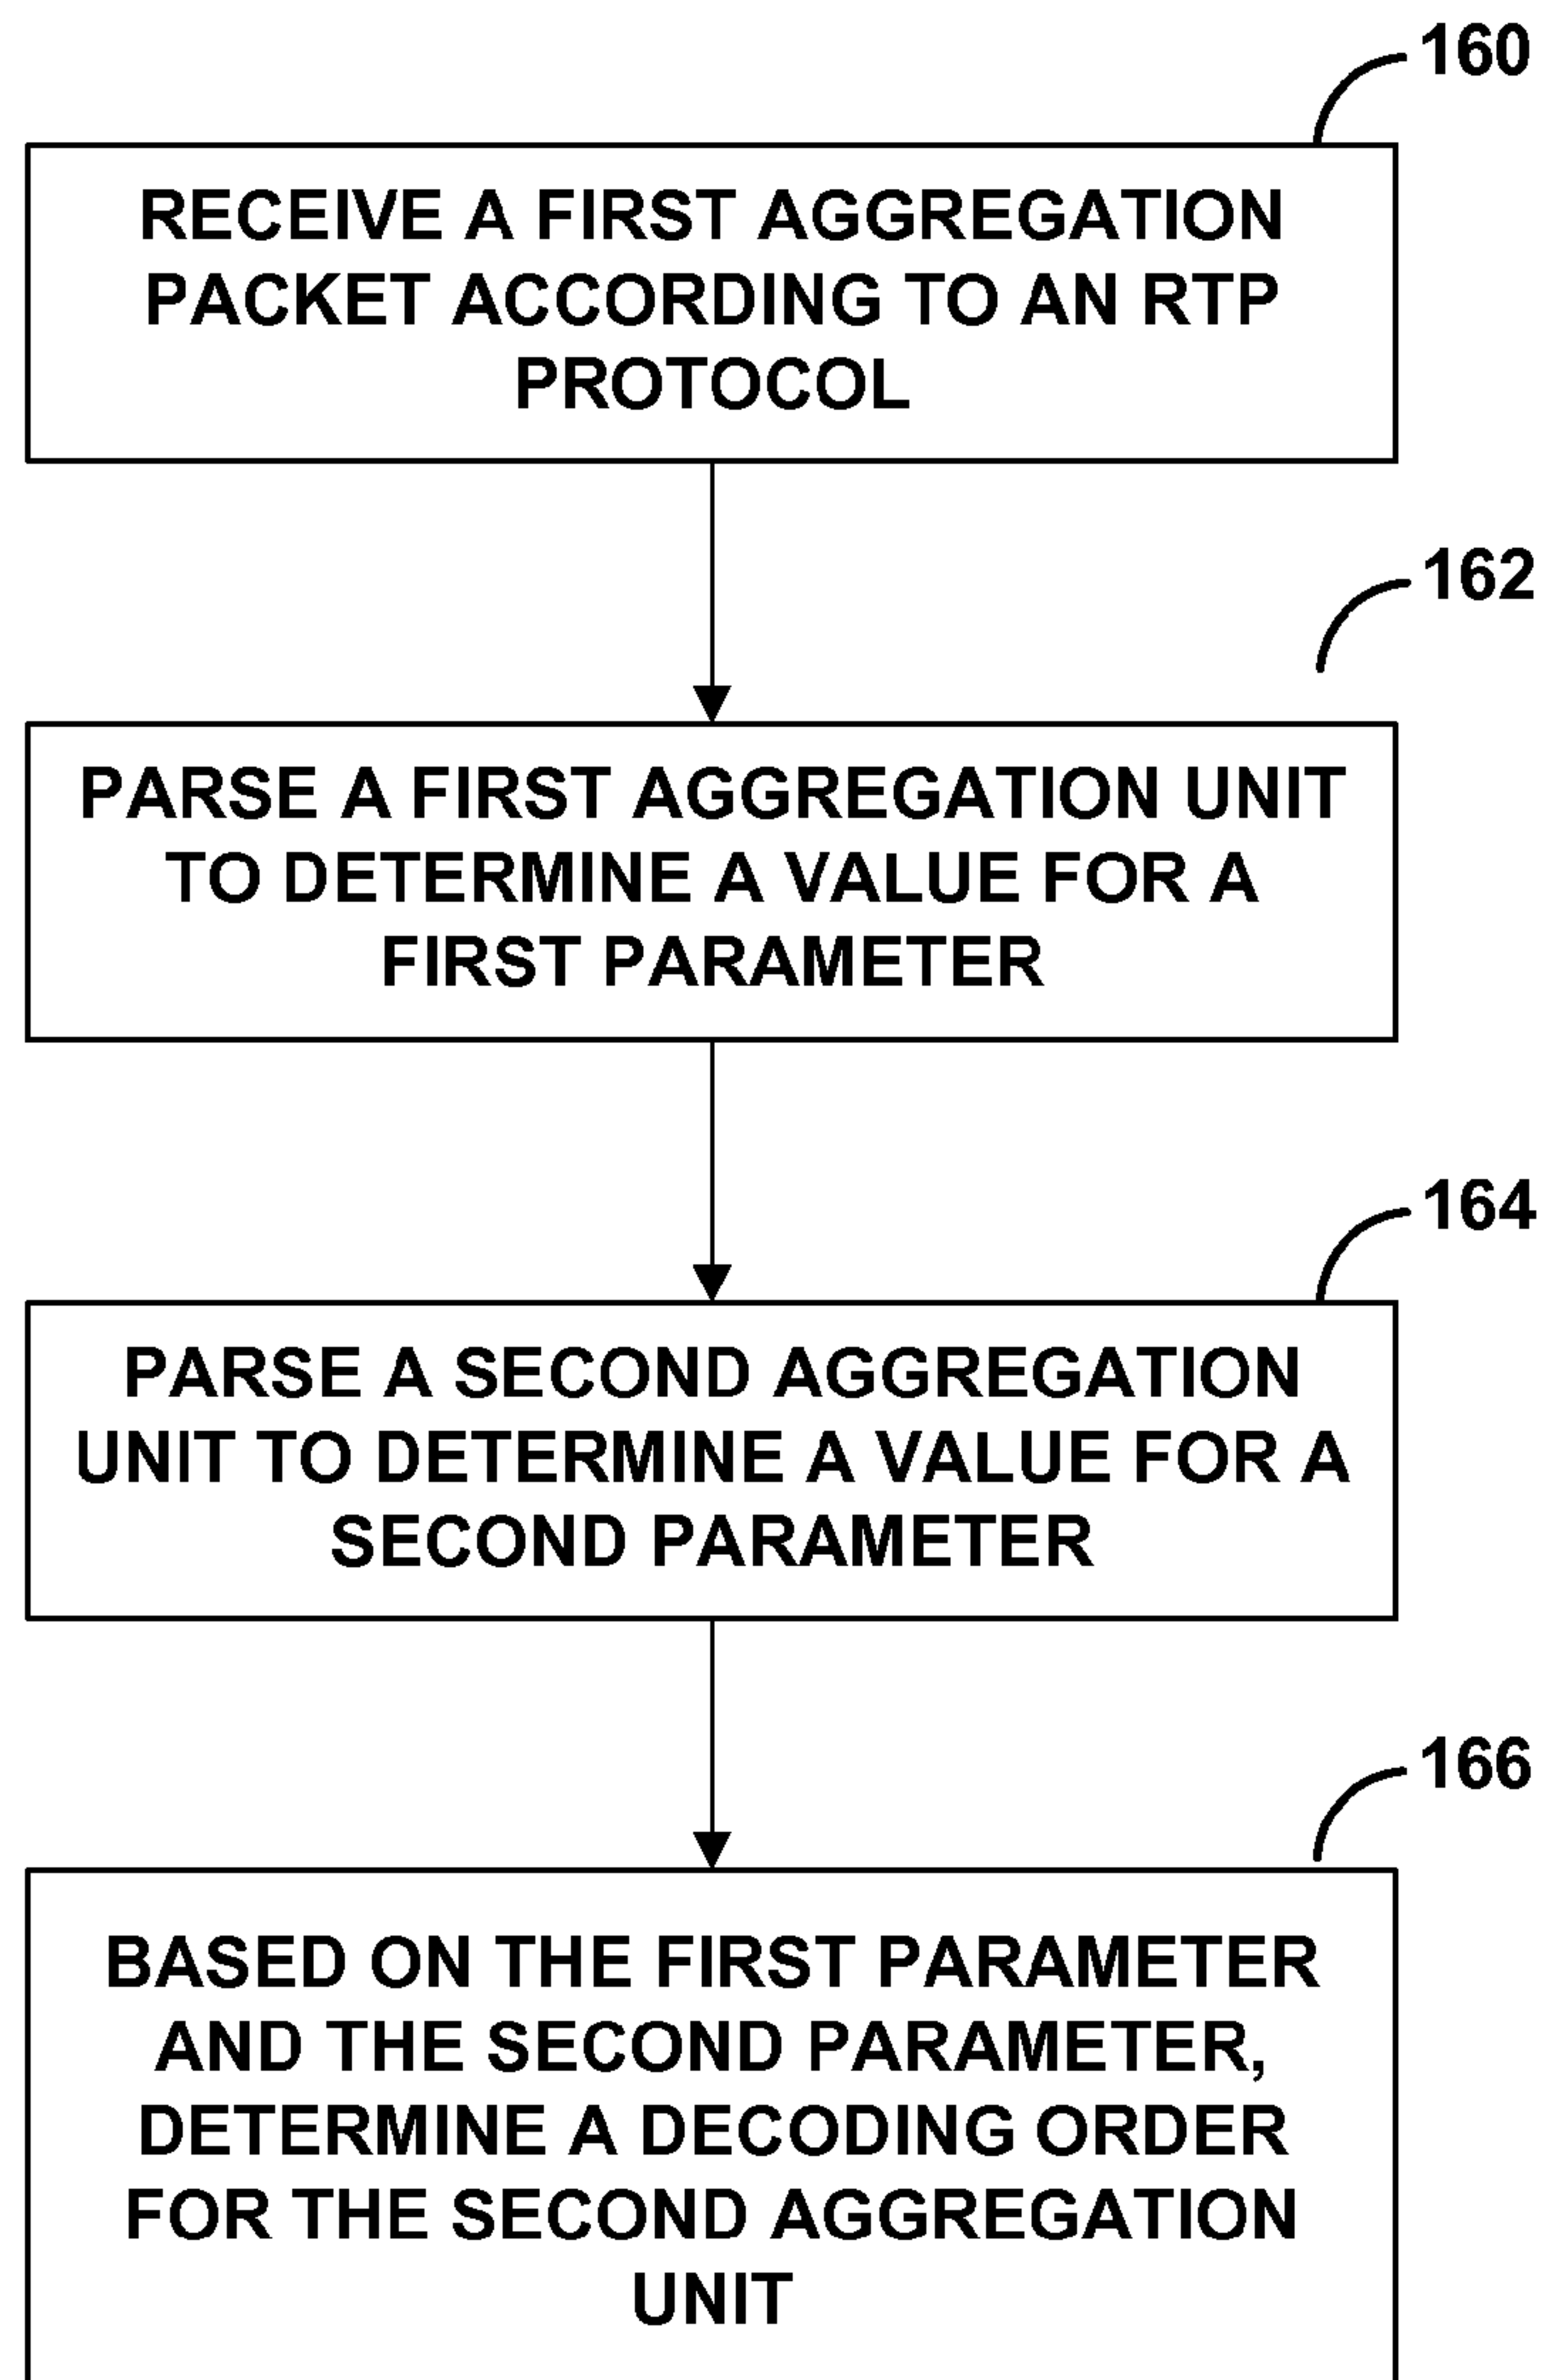 160
RECEIVE A FIRST AGGREGATION
PACKET ACCORDING TO AN RTP
PROTOCOL
162
PARSE A FIRST AGGREGATION UNIT
TO DETERMINE A VALUE FOR A
FIRST PARAMETER
164
PARSE A SECOND AGGREGATION
UNIT TO DETERMINE A VALUE FOR A
SECOND PARAMETER
166
BASED ON THE FIRST PARAMETER
AND THE SECOND PARAMETER,
DETERMINE A DECODING ORDER
FOR THE SECOND AGGREGATION
UNIT